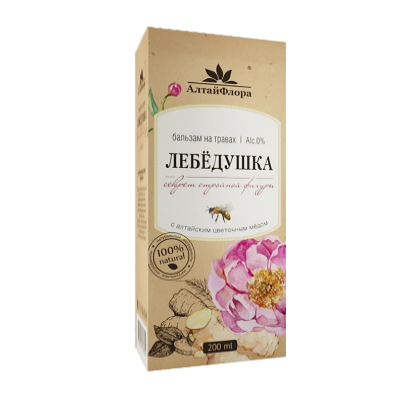 ®
АлтайФлора
бальзам на травах | Alc.0%
ЛЕБЁДУШКА
секрет стройной фигуры
с алтайским цветочным мёдом
100%
natural
200 ml